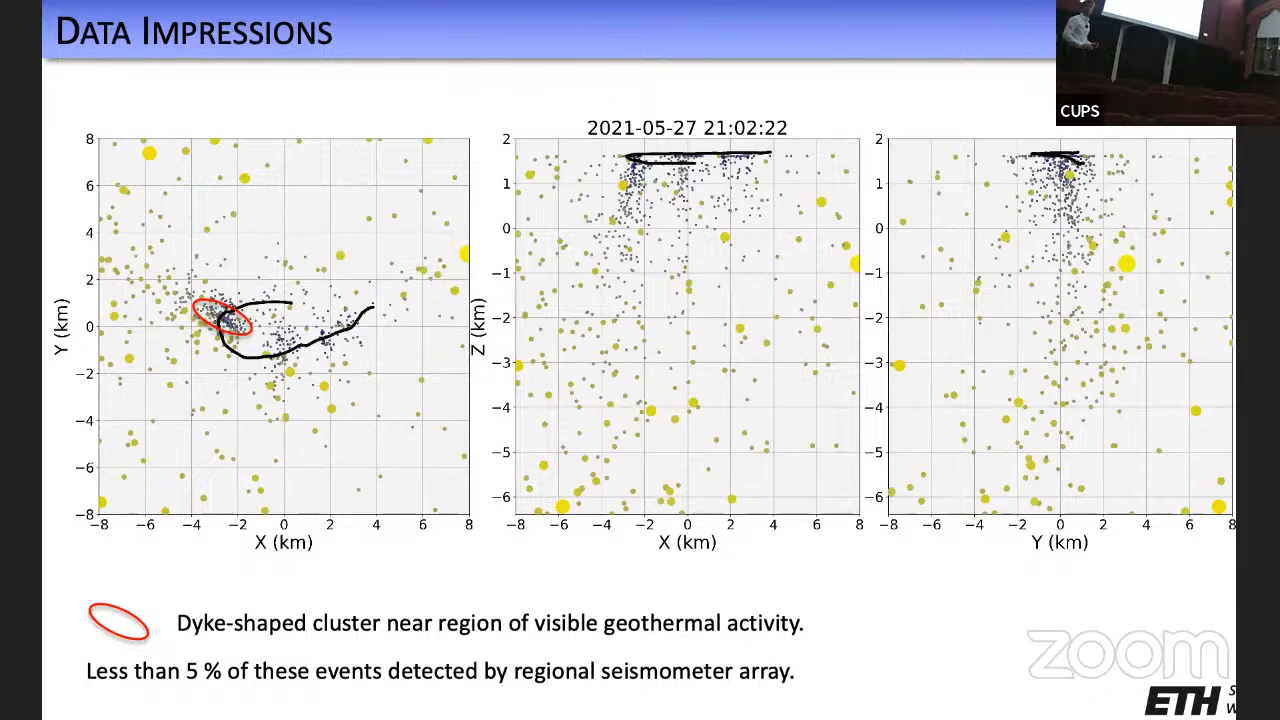 DATA IMPRESSIONS
CUPS
2021-05-27 21:02:22
8
6
4
2
0
−2
−4
−6
−8
Y (km)
−8 −6 −4 −2 0 2 4 6 8
X (km)
2
1
0
−1
−2
−3
−4
−5
−6
Z (km)
−8 −6 −4 −2 0 2 4 6 8
X (km)
2
1
0
−1
−2
−3
−4
−5
−6
−8 −6 −4 −2 0 2 4 6 8
Y (km)
Dyke-shaped cluster near region of visible geothermal activity.
Less than 5 % of these events detected by regional seismometer array.
zoom
ETH